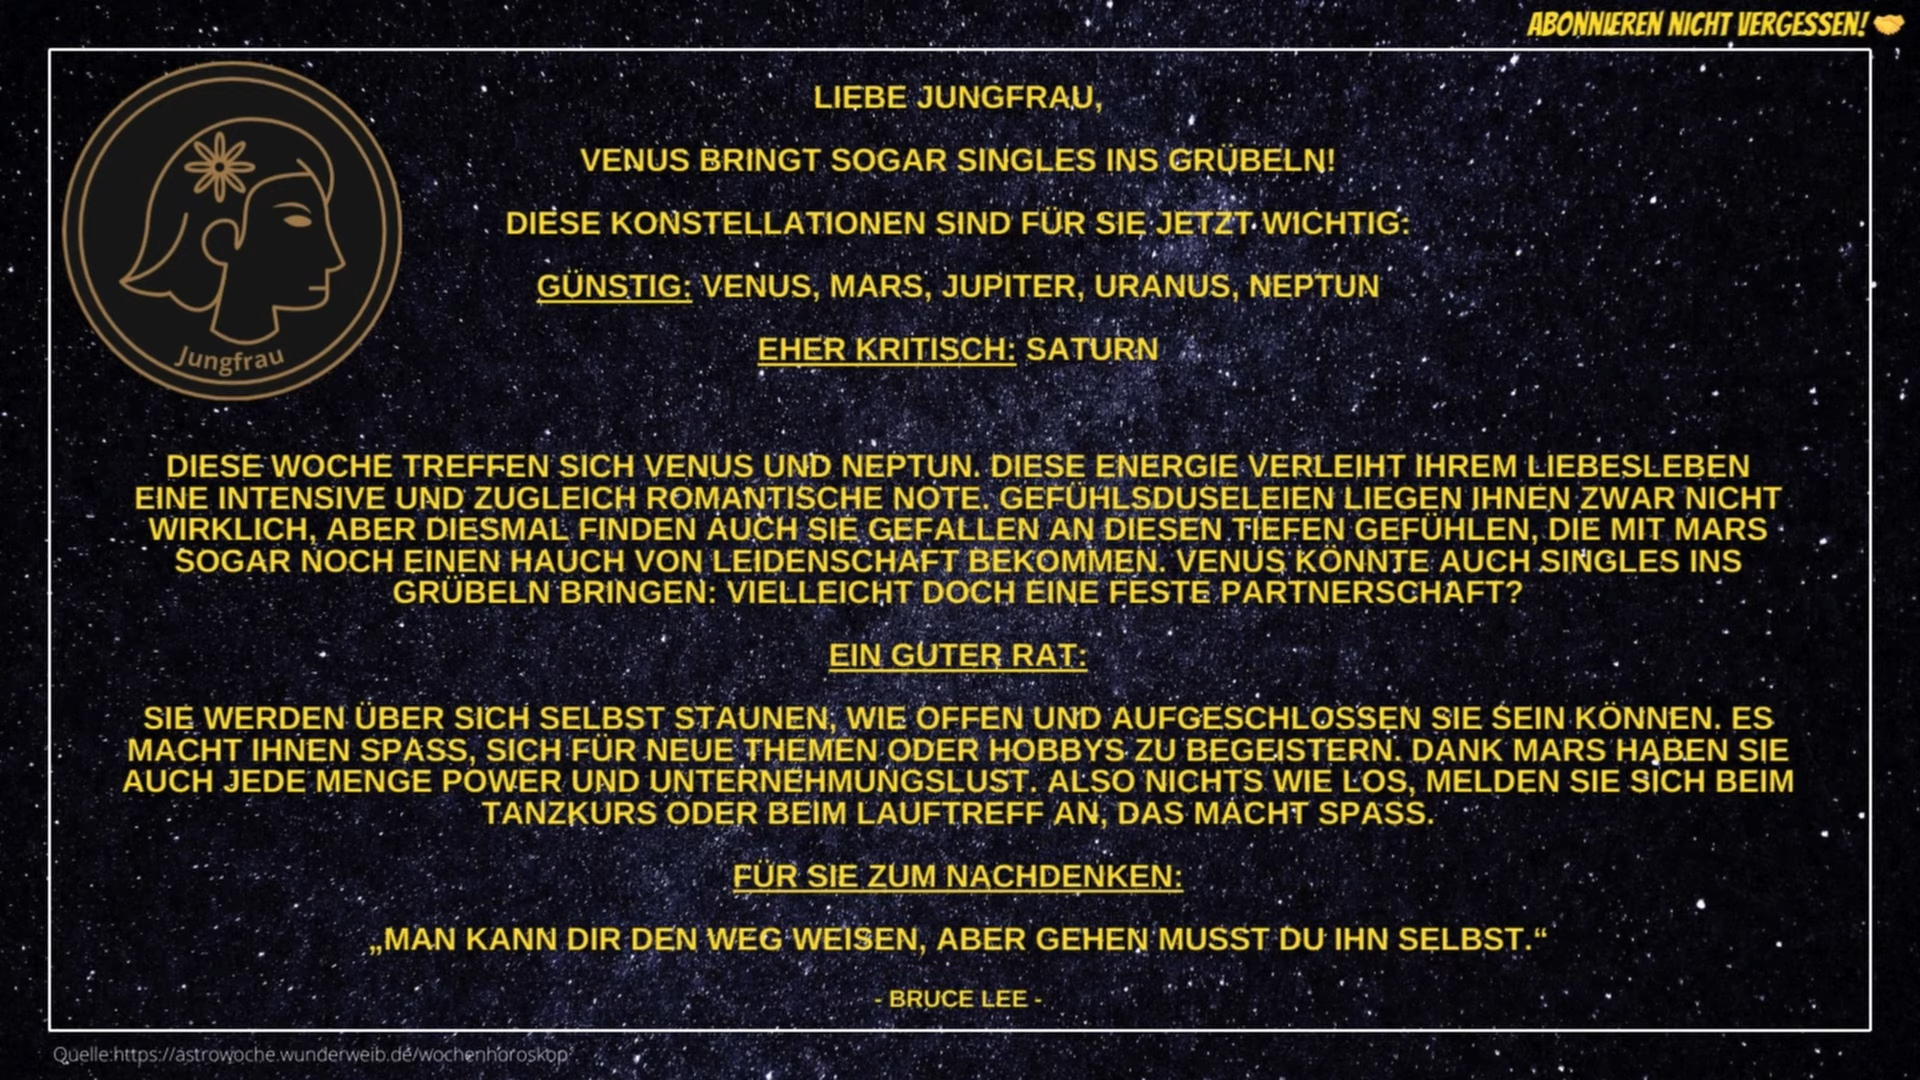 ABONNIEREN NICHT VERGESSEN!
LIEBE JUNGFRAU,
VENUS BRINGT SOGAR SINGLES INS GRÜBELN!
DIESE KONSTELLATIONEN SIND FÜR SIE JETZT WICHTIG:
GÜNSTIG: VENUS, MARS, JUPITER, URANUS, NEPTUN
EHER KRITISCH: SATURN
Jungfrau
DIESE WOCHE TREFFEN SICH VENUS UND NEPTUN. DIESE ENERGIE VERLEIHT IHREM LIEBESLEBEN
EINE INTENSIVE UND ZUGLEICH ROMANTISCHE NOTE. GEFÜHLSDUSELEIEN LIEGEN IHNEN ZWAR NICHT
WIRKLICH, ABER DIESMAL FINDEN AUCH SIE GEFALLEN AN DIESEN TIEFEN GEFÜHLEN, DIE MIT MARS
SOGAR NOCH EINEN HAUCH VON LEIDENSCHAFT BEKOMMEN. VENUS KÖNNTE AUCH SINGLES INS
GRÜBELN BRINGEN: VIELLEICHT DOCH EINE FESTE PARTNERSCHAFT?
EIN GUTER RAT:
SIE WERDEN ÜBER SICH SELBST STAUNEN, WIE OFFEN UND AUFGESCHLOSSEN SIE SEIN KÖNNEN. ES
MACHT IHNEN SPASS, SICH FÜR NEUE THEMEN ODER HOBBYS ZU BEGEISTERN. DANK MARS HABEN SIE
AUCH JEDE MENGE POWER UND UNTERNEHMUNGSLUST. ALSO NICHTS WIE LOS, MELDEN SIE SICH BEIM
TANZKURS ODER BEIM LAUFTREFF AN, DAS MACHT SPASS.
FÜR SIE ZUM NACHDENKEN:
„MAN KANN DIR DEN WEG WEISEN, ABER GEHEN MUSST DU IHN SELBST.“
- BRUCE LEE -
Quelle:https://astrowoche.wunderweib.de/wochenhoroskop